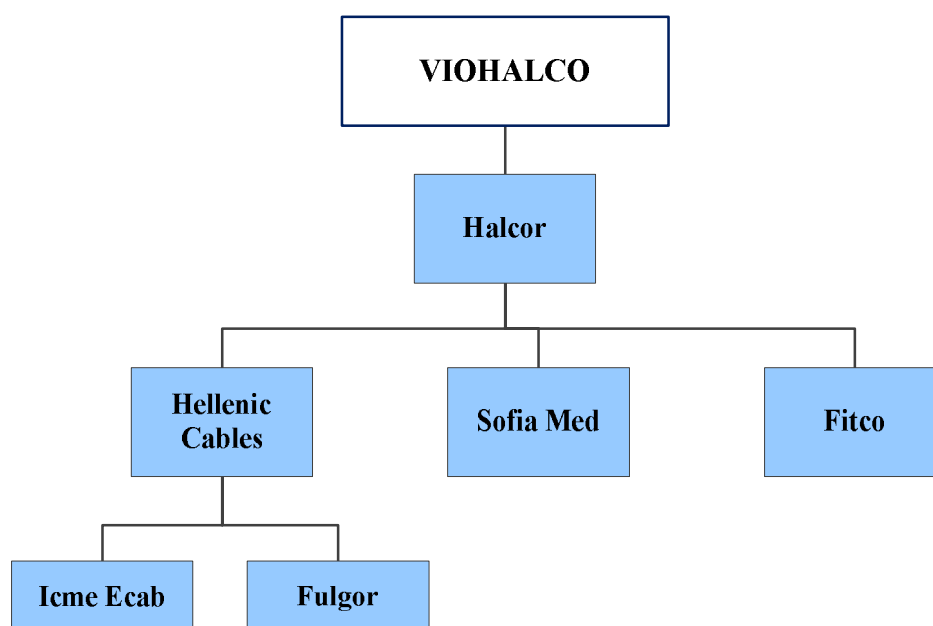 VIOHALCO
Halcor
Hellenic
Cables
Sofia Med
Fitco
Icme Ecab
Fulgor